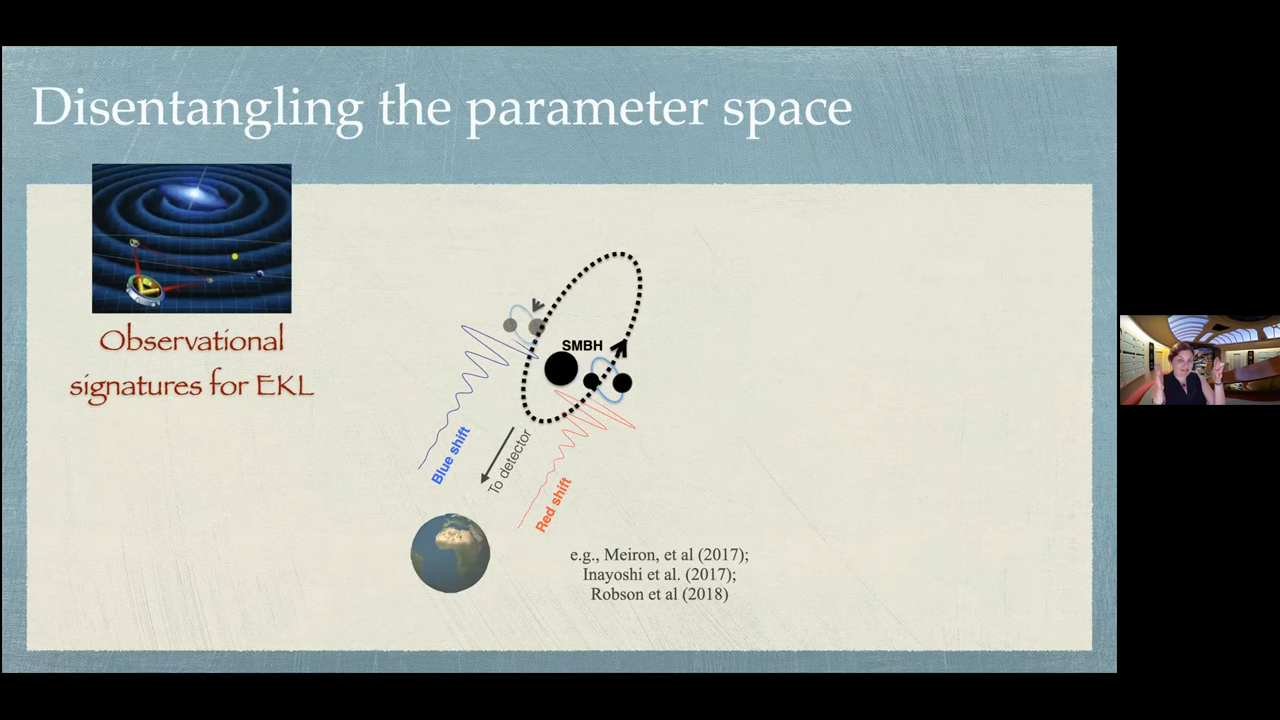 Disentangling the parameter space
Observational
signatures for EKL
SMBH
Blue shift
To detector
Red shift
e.g., Meiron, et al (2017);
Inayoshi et al. (2017);
Robson et al (2018)